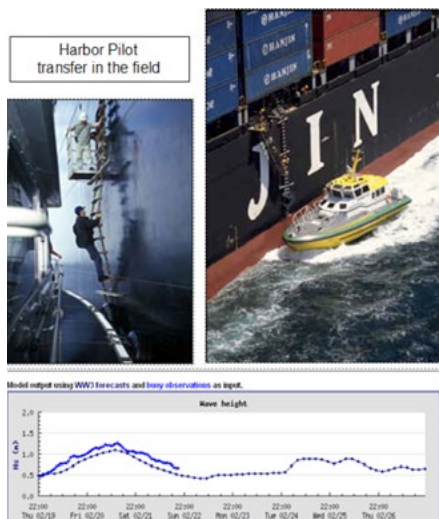 Harbor Pilot
transfer in the field
HANJIN
HANJIN
HANJIN
J I N
Model output using WW3 forecasts and buoy observations as input.
Wave height
Hs (m)
2.0
1.5
1.0
0.5
0.0
22:00 22:00 22:00 22:00 22:00 22:00 22:00 22:00
Thu 02/19 Fri 02/20 Sat 02/21 Sun 02/22 Mon 02/23 Tue 02/24 Wed 02/25 Thu 02/26